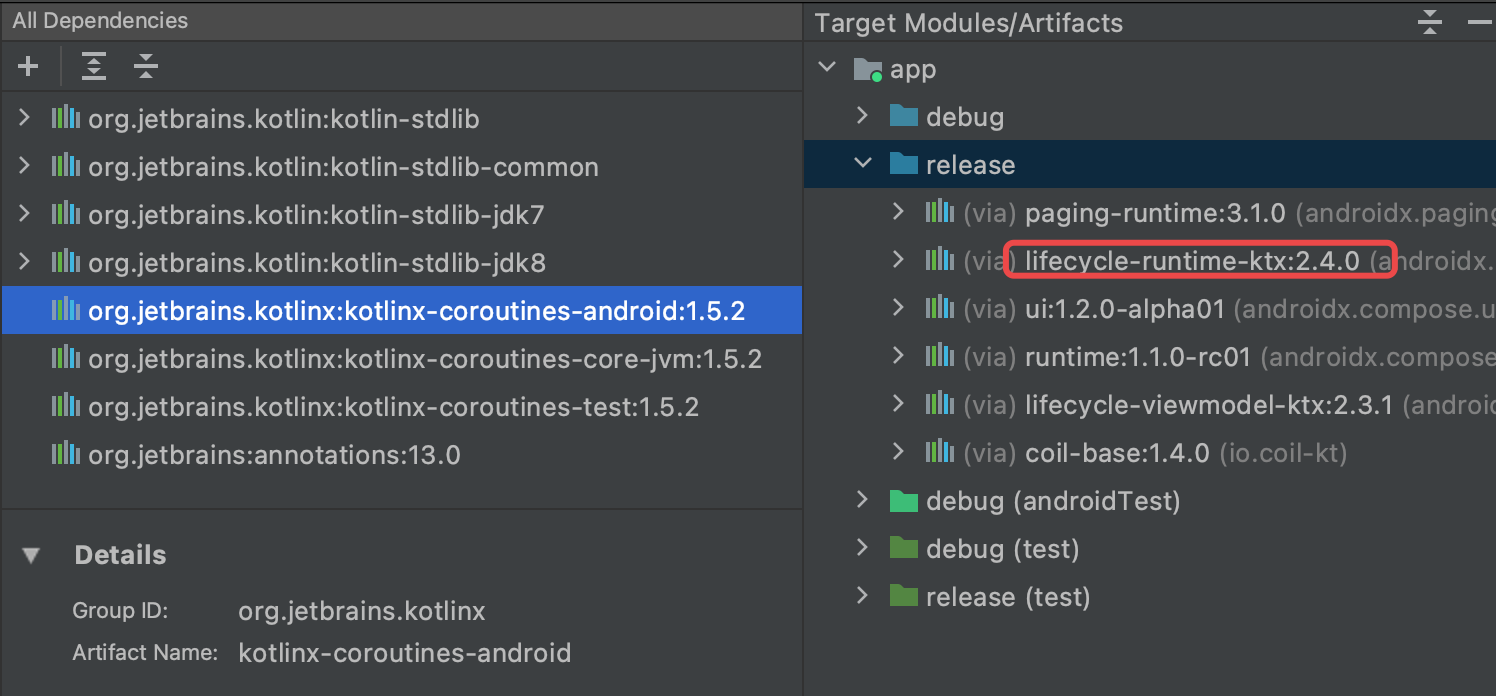 All Dependencies
org.jetbrains.kotlin:kotlin-stdlib
org.jetbrains.kotlin:kotlin-stdlib-common
org.jetbrains.kotlin:kotlin-stdlib-jdk7
org.jetbrains.kotlin:kotlin-stdlib-jdk8
org.jetbrains.kotlinx:kotlinx-coroutines-android:1.5.2
org.jetbrains.kotlinx:kotlinx-coroutines-core-jvm:1.5.2
org.jetbrains.kotlinx:kotlinx-coroutines-test:1.5.2
org.jetbrains:annotations:13.0
Details
Group ID: org.jetbrains.kotlinx
Artifact Name: kotlinx-coroutines-android
Target Modules/Artifacts
app
debug
release
(via) paging-runtime:3.1.0 (androidx.paging
(via) lifecycle-runtime-ktx:2.4.0 (androidx.
(via) ui:1.2.0-alpha01 (androidx.compose.u
(via) runtime:1.1.0-rc01 (androidx.compose
(via) lifecycle-viewmodel-ktx:2.3.1 (android
(via) coil-base:1.4.0 (io.coil-kt)
debug (androidTest)
debug (test)
release (test)